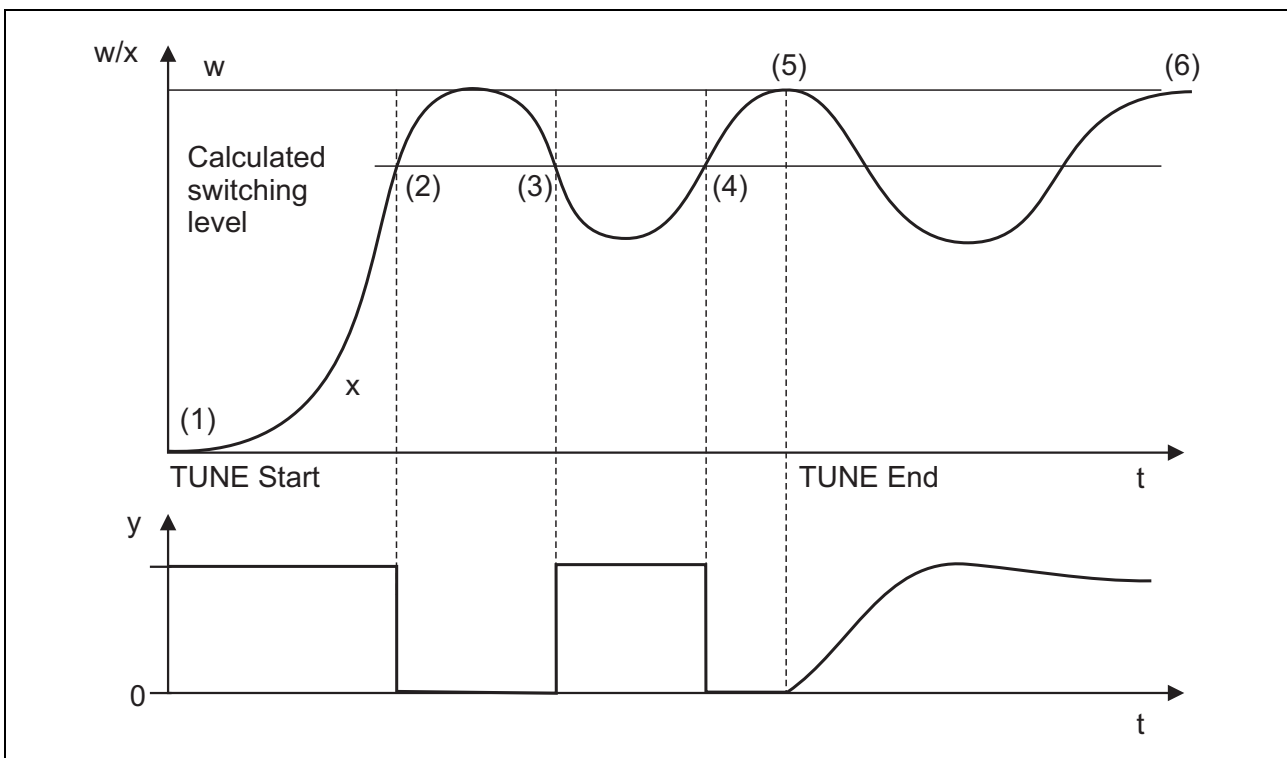 w/x
w
(5)
(6)
Calculated
switching
level
(2)
(3)
(4)
x
(1)
TUNE Start
TUNE End
t
y
0
t